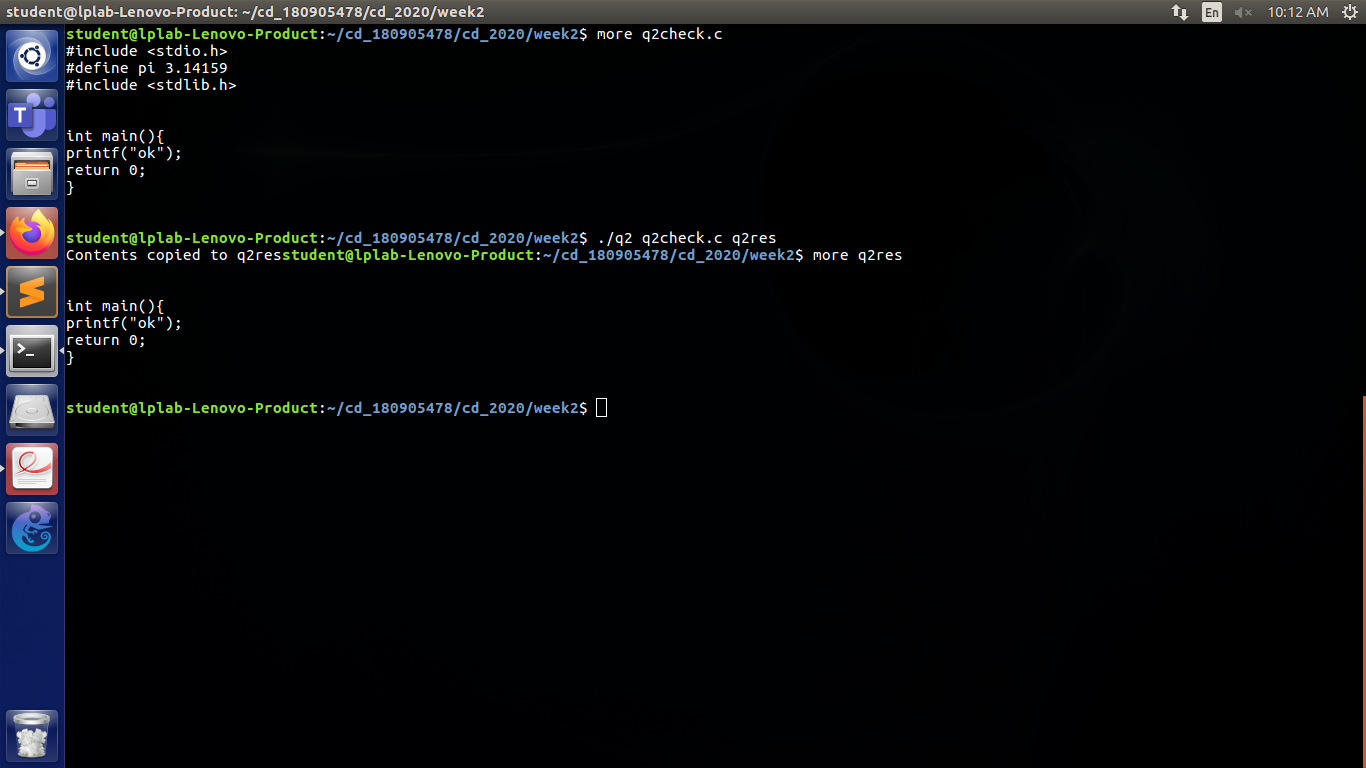 student@lplab-Lenovo-Product: ~/cd_180905478/cd_2020/week2
En
10:12 AM
student@lplab-Lenovo-Product:~/cd_180905478/cd_2020/week2$ more q2check.c
#include <stdio.h>
#define pi 3.14159
#include <stdlib.h>
int main(){
printf("ok");
return 0;
}
student@lplab-Lenovo-Product:~/cd_180905478/cd_2020/week2$ ./q2 q2check.c q2res
Contents copied to q2resstudent@lplab-Lenovo-Product:~/cd_180905478/cd_2020/week2$ more q2res
int main(){
printf("ok");
return 0;
}
student@lplab-Lenovo-Product:~/cd_180905478/cd_2020/week2$